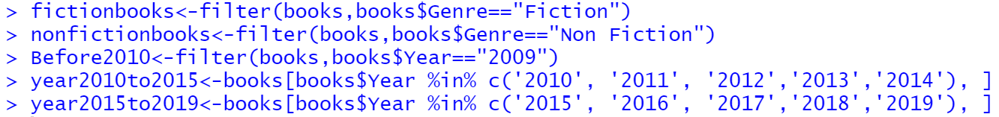 > fictionbooks<-filter(books,books$Genre=="Fiction")
> nonfictionbooks<-filter(books,books$Genre=="Non Fiction")
> Before2010<-filter(books,books$Year=="2009")
> year2010to2015<-books[books$Year %in% c('2010', '2011', '2012','2013','2014'), ]
> year2015to2019<-books[books$Year %in% c('2015', '2016', '2017','2018','2019'), ]